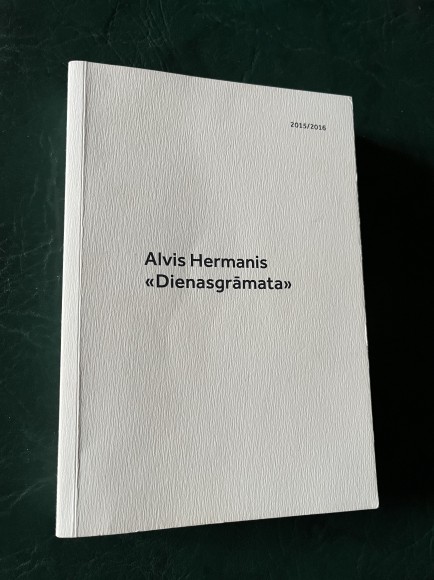 2015/2016
Alvis Hermanis
«Dienasgrāmata»